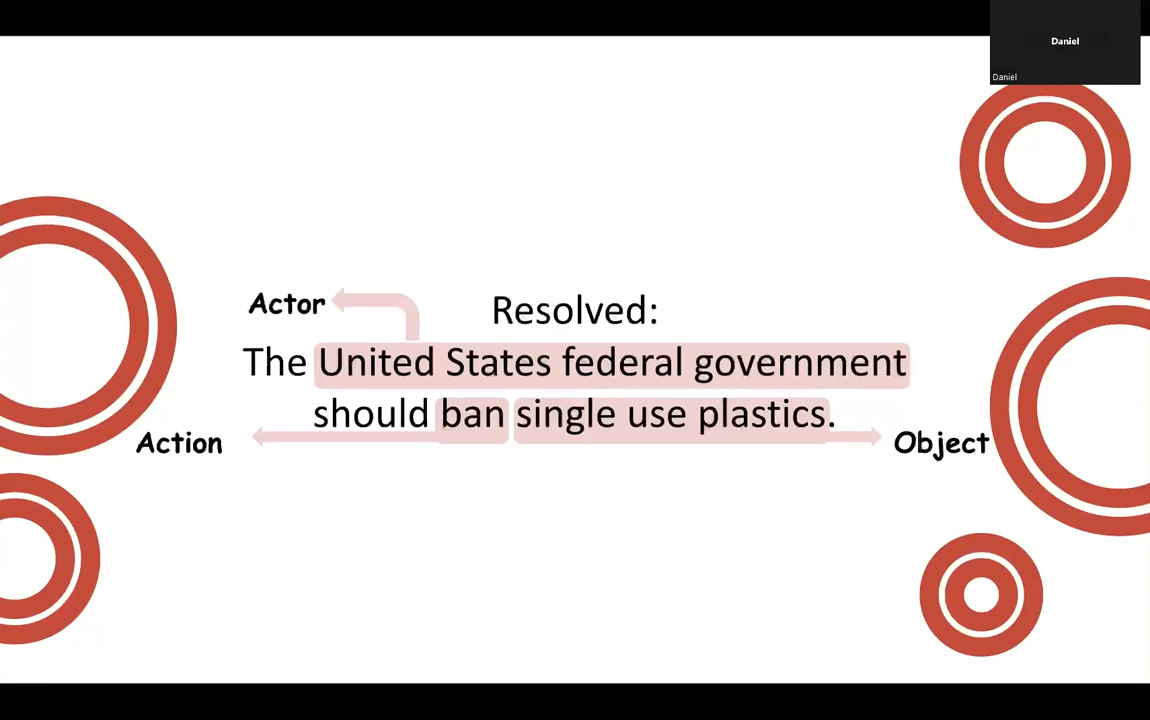 Daniel
Daniel
Actor
Resolved:
The United States federal government
should ban single use plastics.
Action
Object